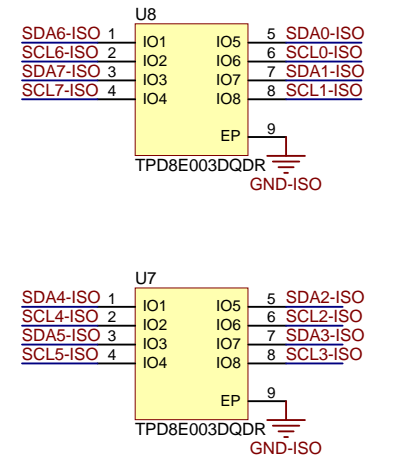 U8
SDA6-ISO 1 IO1 IO5 5 SDA0-ISO
SCL6-ISO 2 IO2 IO6 6 SCL0-ISO
SDA7-ISO 3 IO3 IO7 7 SDA1-ISO
SCL7-ISO 4 IO4 IO8 8 SCL1-ISO
EP 9
TPD8E003DQDR
GND-ISO
U7
SDA4-ISO 1 IO1 IO5 5 SDA2-ISO
SCL4-ISO 2 IO2 IO6 6 SCL2-ISO
SDA5-ISO 3 IO3 IO7 7 SDA3-ISO
SCL5-ISO 4 IO4 IO8 8 SCL3-ISO
EP 9
TPD8E003DQDR
GND-ISO